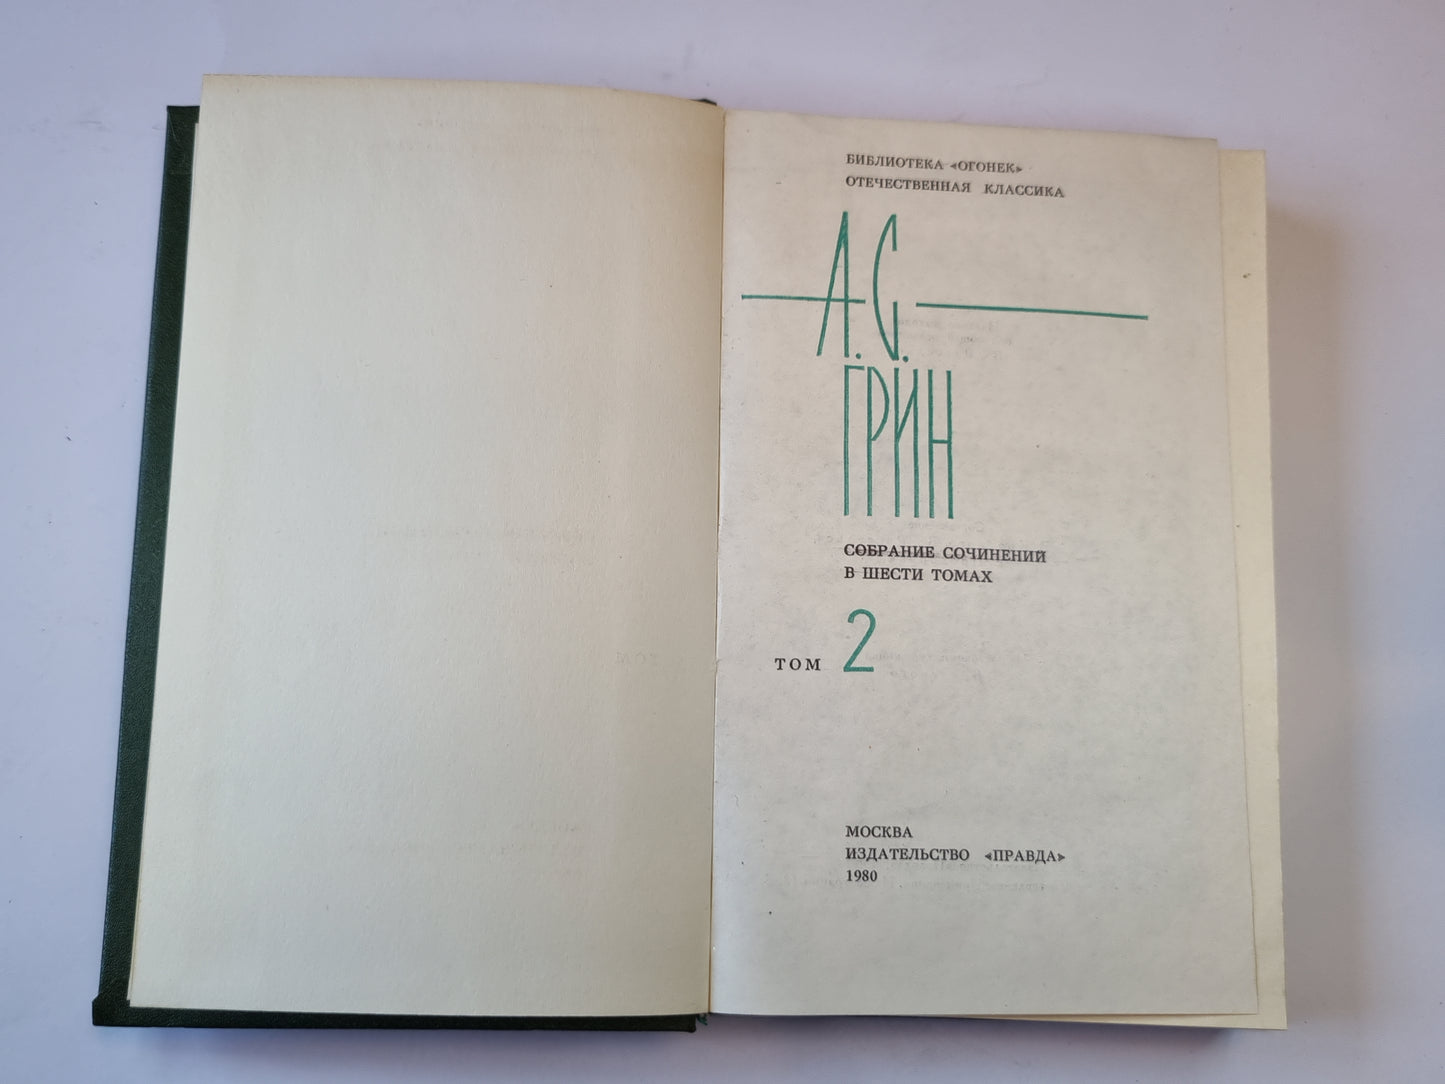 БИБЛИОТЕКА «ОГОНЕК»
ОТЕЧЕСТВЕННАЯ КЛАССИКА
А. С.
ГРИН
СОБРАНИЕ СОЧИНЕНИЙ
В ШЕСТИ ТОМАХ
ТОМ 2
МОСКВА
ИЗДАТЕЛЬСТВО «ПРАВДА»
1980